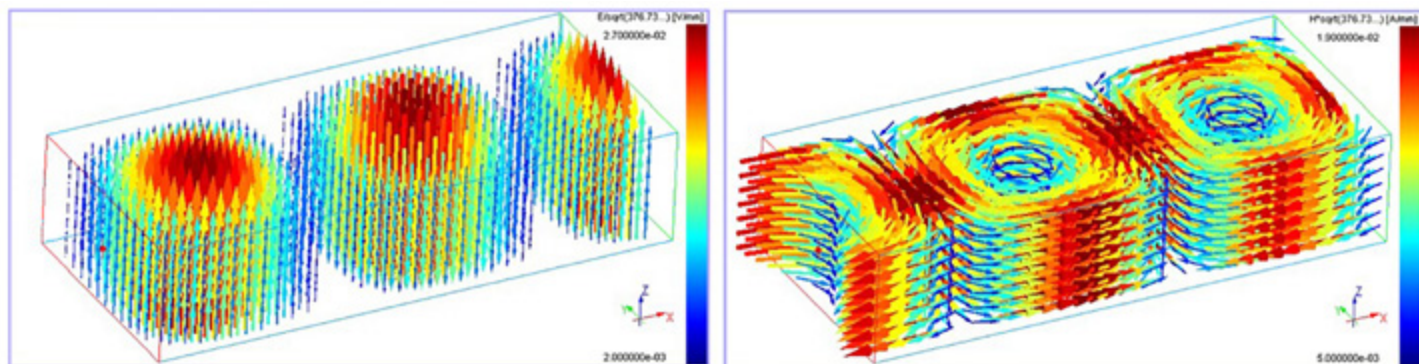 E/sqrt(376.73...) [V/mm]
2.700000e-02
Z
Y
X
2.000000e-03
H*sqrt(376.73...) [A/mm]
1.900000e-02
Z
Y
X
5.000000e-03